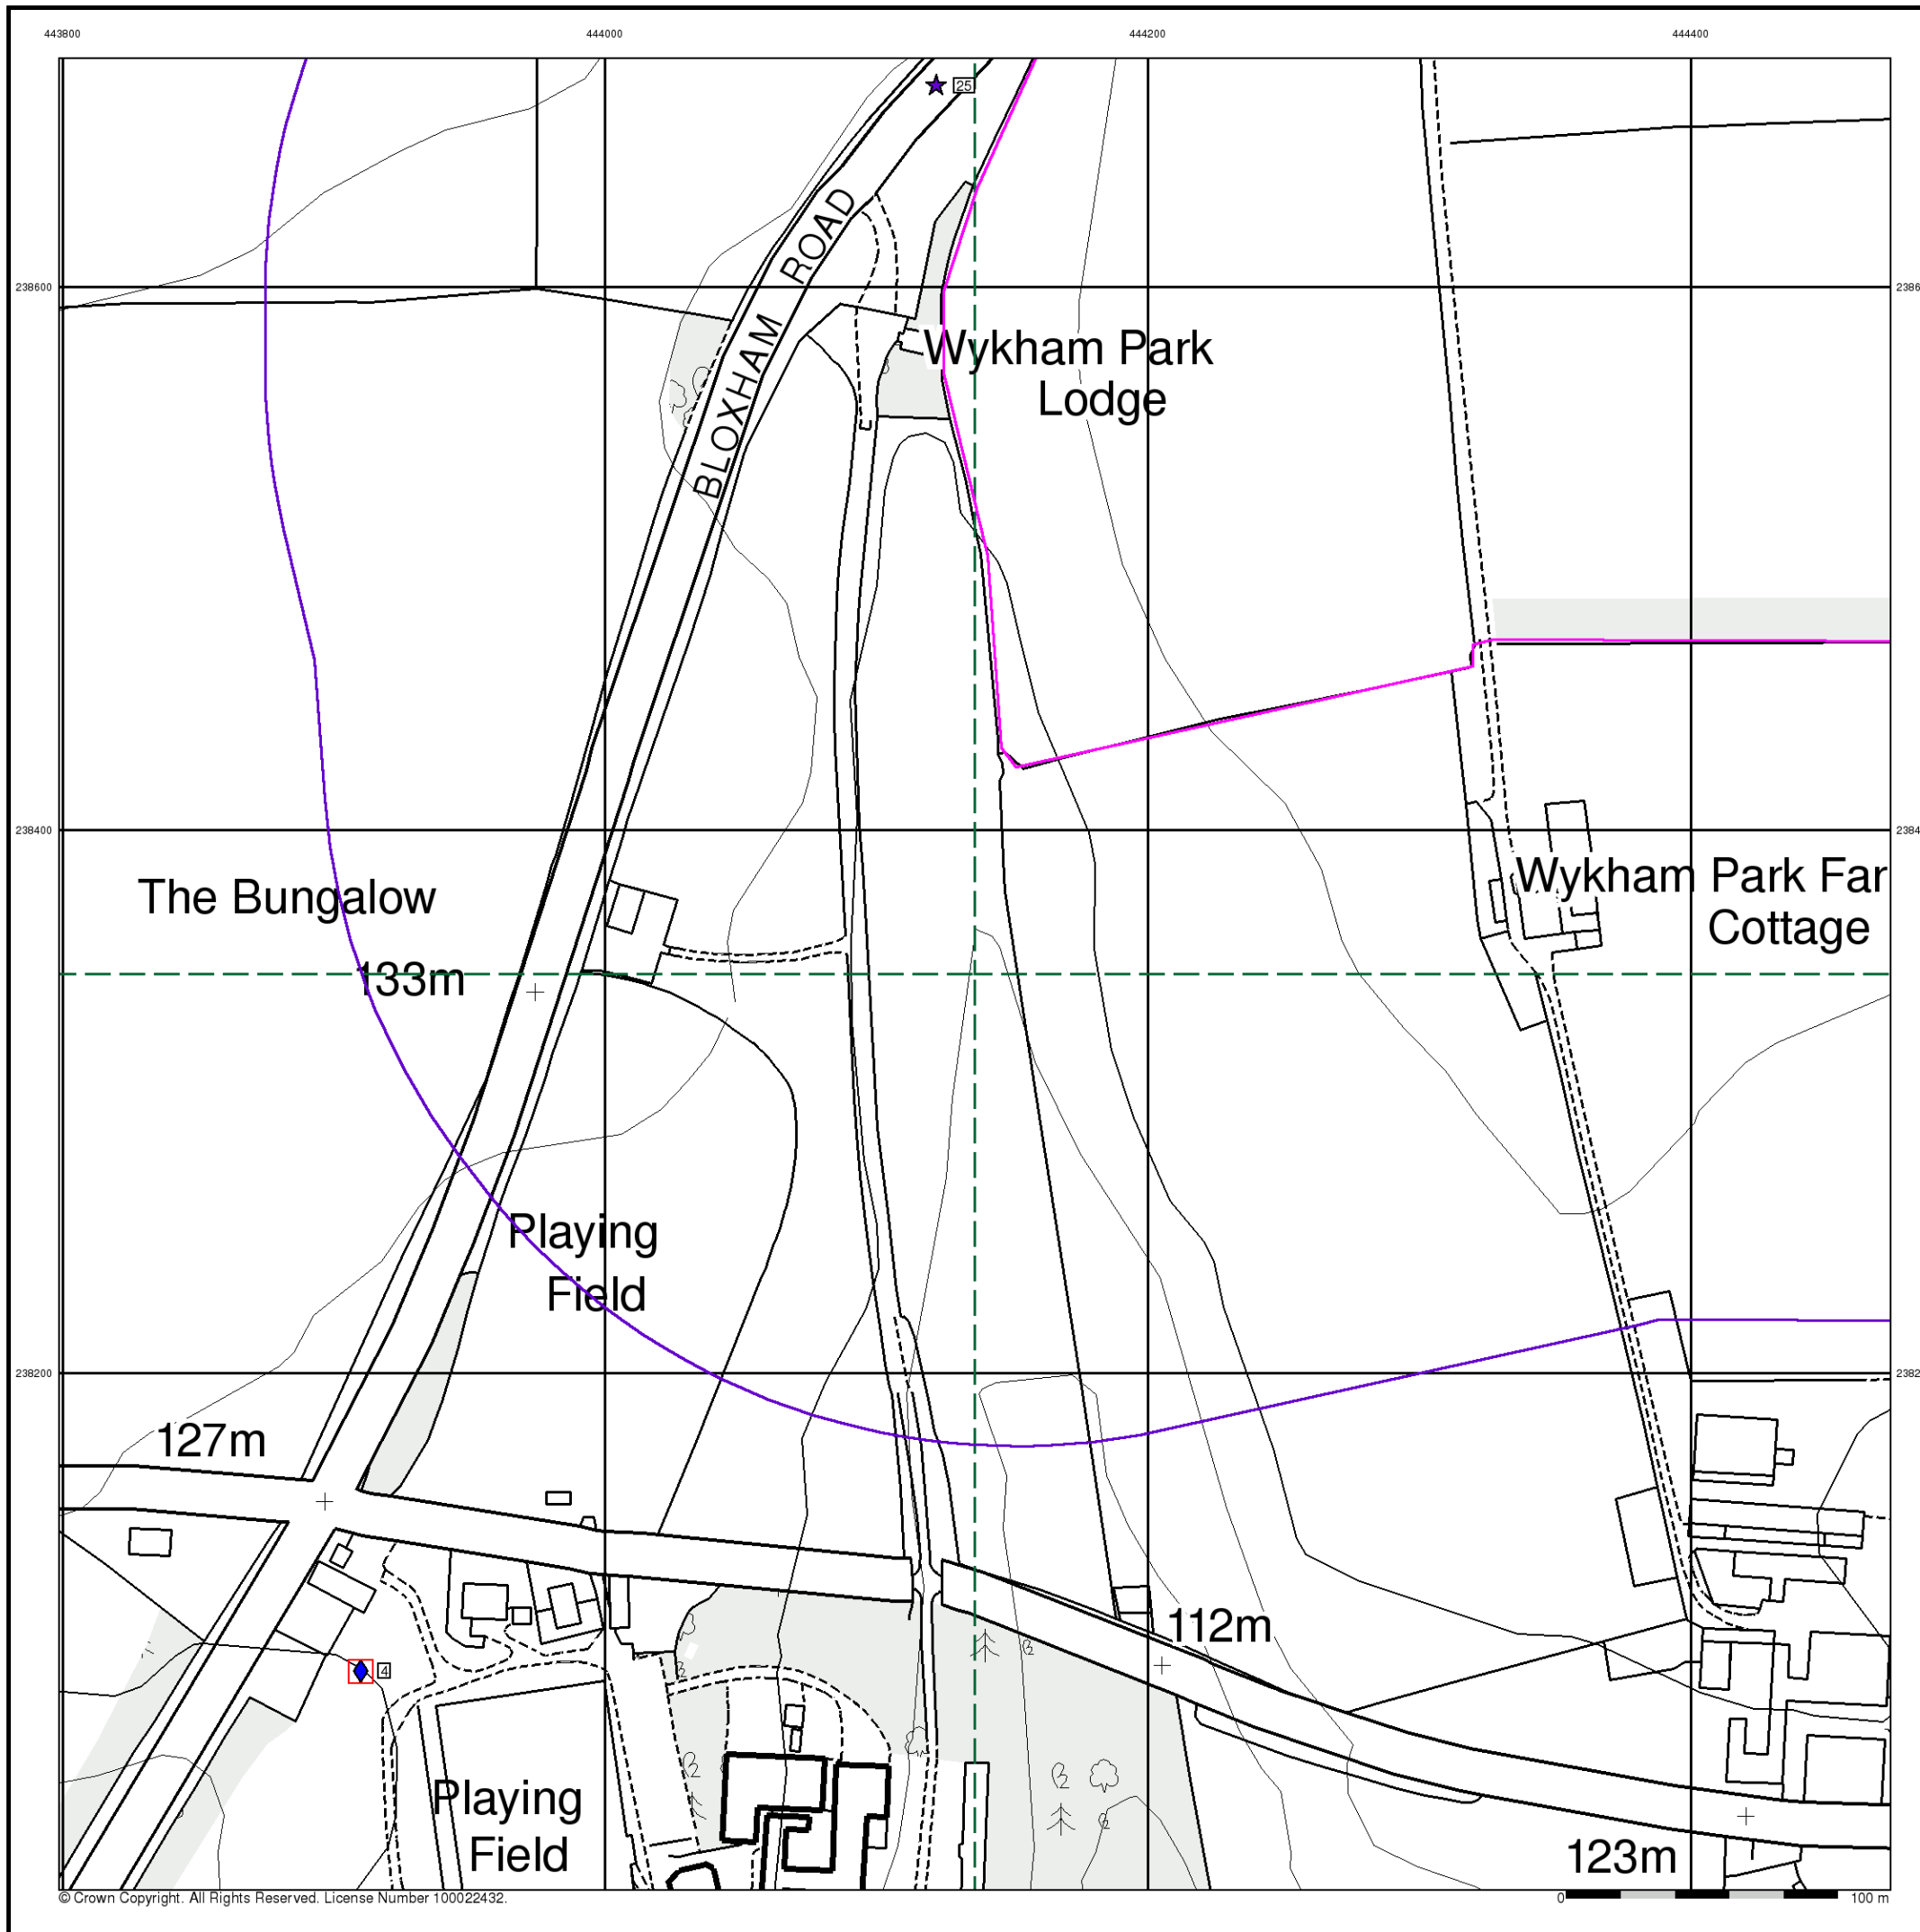 443800 444000 444200 444400
25
BLOXHAM ROAD
238600
2386
Wykham Park
Lodge
238400
2384
The Bungalow
Wykham Park Far
Cottage
133m
Playing
Field
238200
2382
127m
112m
4
Playing
Field
123m
© Crown Copyright. All Rights Reserved. License Number 100022432.
0 100 m